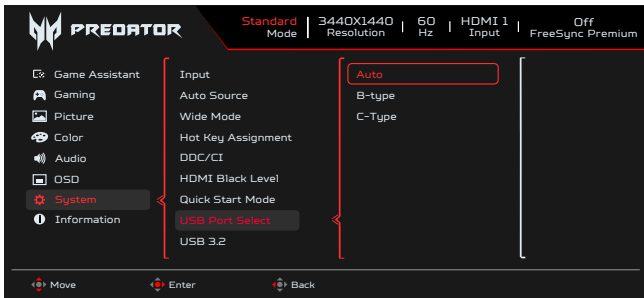 PREDATOR
Standard Mode
3440X1440 Resolution
60 Hz
HDMI 1 Input
Off FreeSync Premium
Game Assistant
Gaming
Picture
Color
Audio
OSD
System
Information
Input
Auto Source
Wide Mode
Hot Key Assignment
DDC/CI
HDMI Black Level
Quick Start Mode
USB Port Select
USB 3.2
Auto
B-type
C-Type
Move
Enter
Back